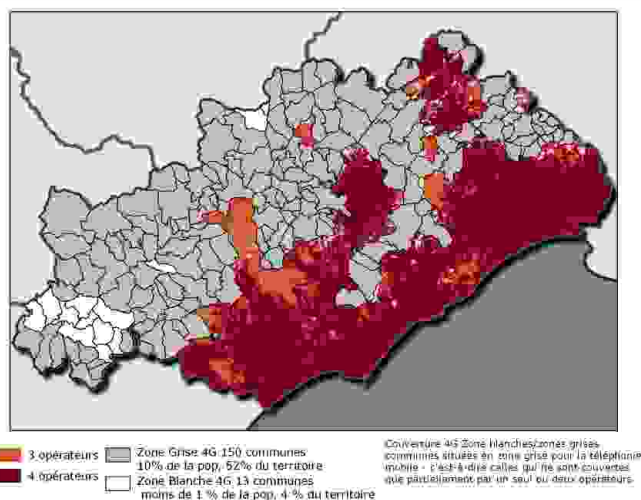 3 opérateurs
4 opérateurs
Zone Grise 4G 150 communes
10% de la pop, 52% du territoire
Zone Blanche 4G 13 communes
moins de 1 % de la pop, 4 % du territoire
Couverture 4G Zone blanches/zones grises
communes situées en zone grise pour la téléphonie
mobile - c'est-à-dire celles qui ne sont couvertes
que partiellement par un seul ou deux opérateurs